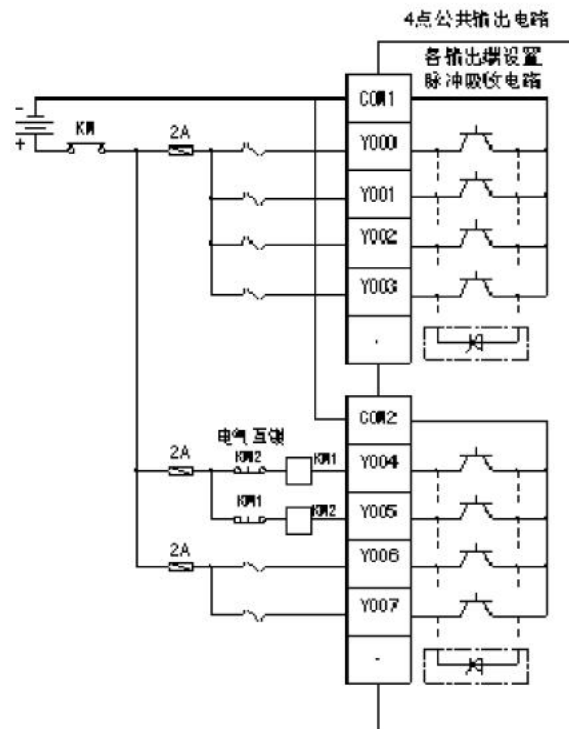 4点公共输出电路
各输出端设置
脉冲吸收电路
COM1
-
+
KM
2A
Y000
Y001
Y002
Y003
COM2
电气互锁
2A
KM2
KM1
Y004
KM1
KM2
Y005
2A
Y006
Y007